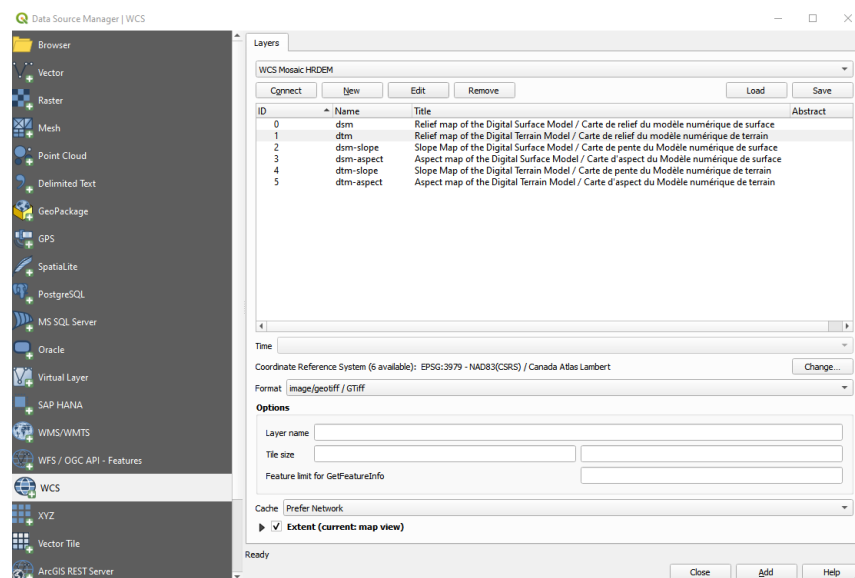 Data Source Manager | WCS
Browser
Vector
Raster
Mesh
Point Cloud
Delimited Text
GeoPackage
GPS
SpatiaLite
PostgreSQL
MS SQL Server
Oracle
Virtual Layer
SAP HANA
WMS/WMTS
WFS / OGC API - Features
WCS
XYZ
Vector Tile
ArcGIS REST Server
Layers
WCS Mosaic HRDEM
Connect New Edit Remove Load Save
ID Name Title Abstract
0 dsm Relief map of the Digital Surface Model / Carte de relief du modèle numérique de surface
1 dtm Relief map of the Digital Terrain Model / Carte de relief du modèle numérique de terrain
2 dsm-slope Slope Map of the Digital Surface Model / Carte de pente du Modèle numérique de surface
3 dsm-aspect Aspect map of the Digital Surface Model / Carte d'aspect du Modèle numérique de surface
4 dtm-slope Slope Map of the Digital Terrain Model / Carte de pente du Modèle numérique de terrain
5 dtm-aspect Aspect map of the Digital Terrain Model / Carte d'aspect du Modèle numérique de terrain
Time
Coordinate Reference System (6 available): EPSG:3979 - NAD83(CSRS) / Canada Atlas Lambert Change...
Format image/geotiff / GTiff
Options
Layer name
Tile size
Feature limit for GetFeatureInfo
Cache Prefer Network
Extent (current: map view)
Ready
Close Add Help